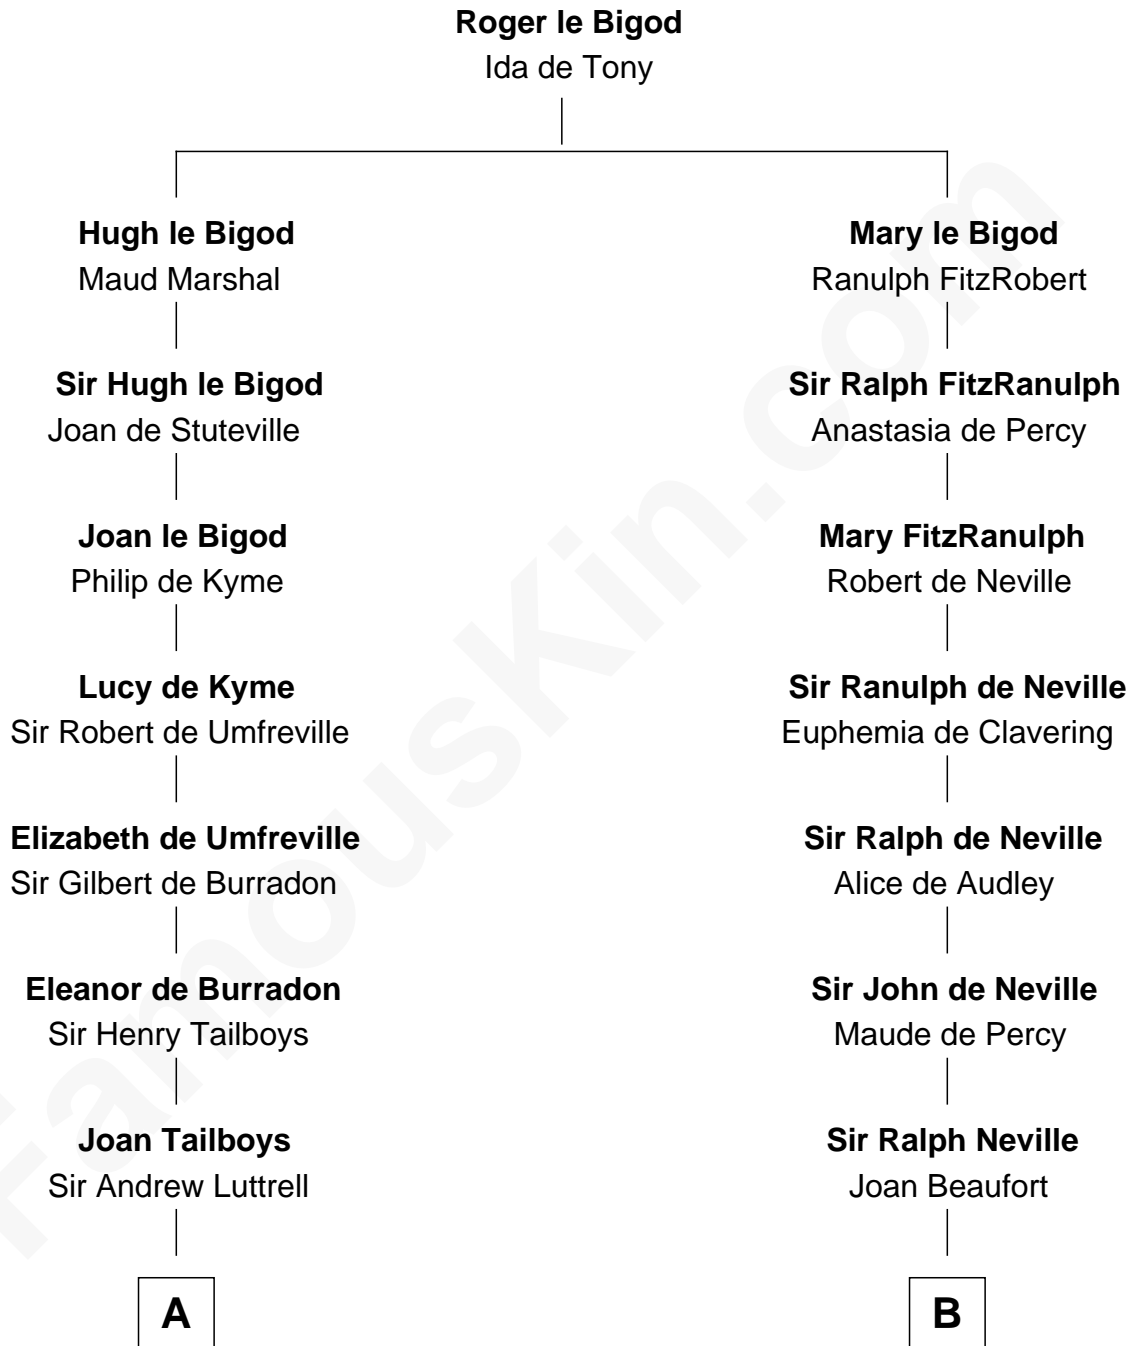 Roger le Bigod
Ida de Tony
Hugh le Bigod
Maud Marshal
Mary le Bigod
Ranulph FitzRobert
Sir Hugh le Bigod
Joan de Stuteville
Sir Ralph FitzRanulph
Anastasia de Percy
Joan le Bigod
Philip de Kyme
Mary FitzRanulph
Robert de Neville
Lucy de Kyme
Sir Robert de Umfreville
Sir Ranulph de Neville
Euphemia de Clavering
Elizabeth de Umfreville
Sir Gilbert de Burradon
Sir Ralph de Neville
Alice de Audley
Eleanor de Burradon
Sir Henry Tailboys
Sir John de Neville
Maude de Percy
Joan Tailboys
Sir Andrew Luttrell
Sir Ralph Neville
Joan Beaufort
A
B
FamousKin.com